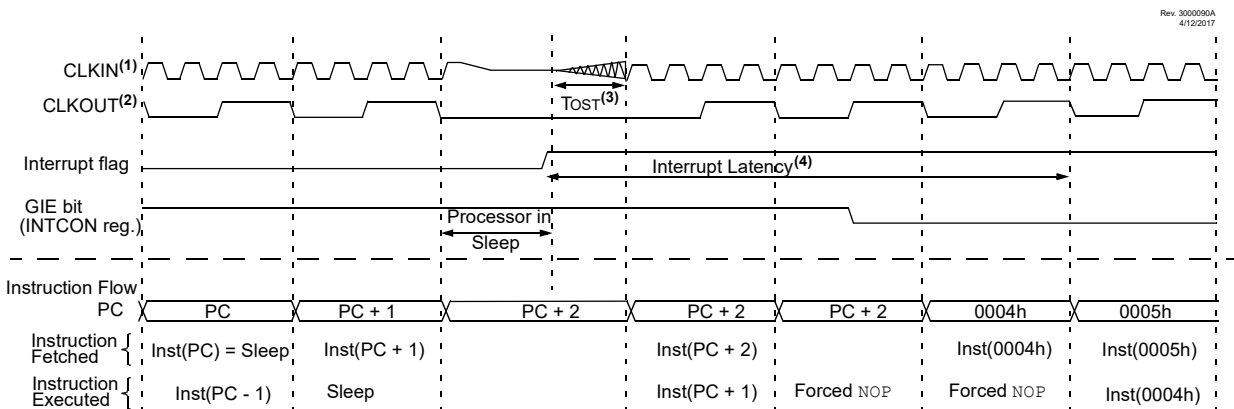 Rev. 3000090A
4/12/2017
CLKIN(1)
CLKOUT(2)
TOST(3)
Interrupt flag
Interrupt Latency(4)
GIE bit
(INTCON reg.)
Processor in
Sleep
Instruction Flow
PC
PC
PC + 1
PC + 2
PC + 2
PC + 2
0004h
0005h
Instruction
Fetched
Inst(PC) = Sleep
Inst(PC + 1)
Inst(PC + 2)
Inst(0004h)
Inst(0005h)
Instruction
Executed
Inst(PC - 1)
Sleep
Inst(PC + 1)
Forced NOP
Forced NOP
Inst(0004h)